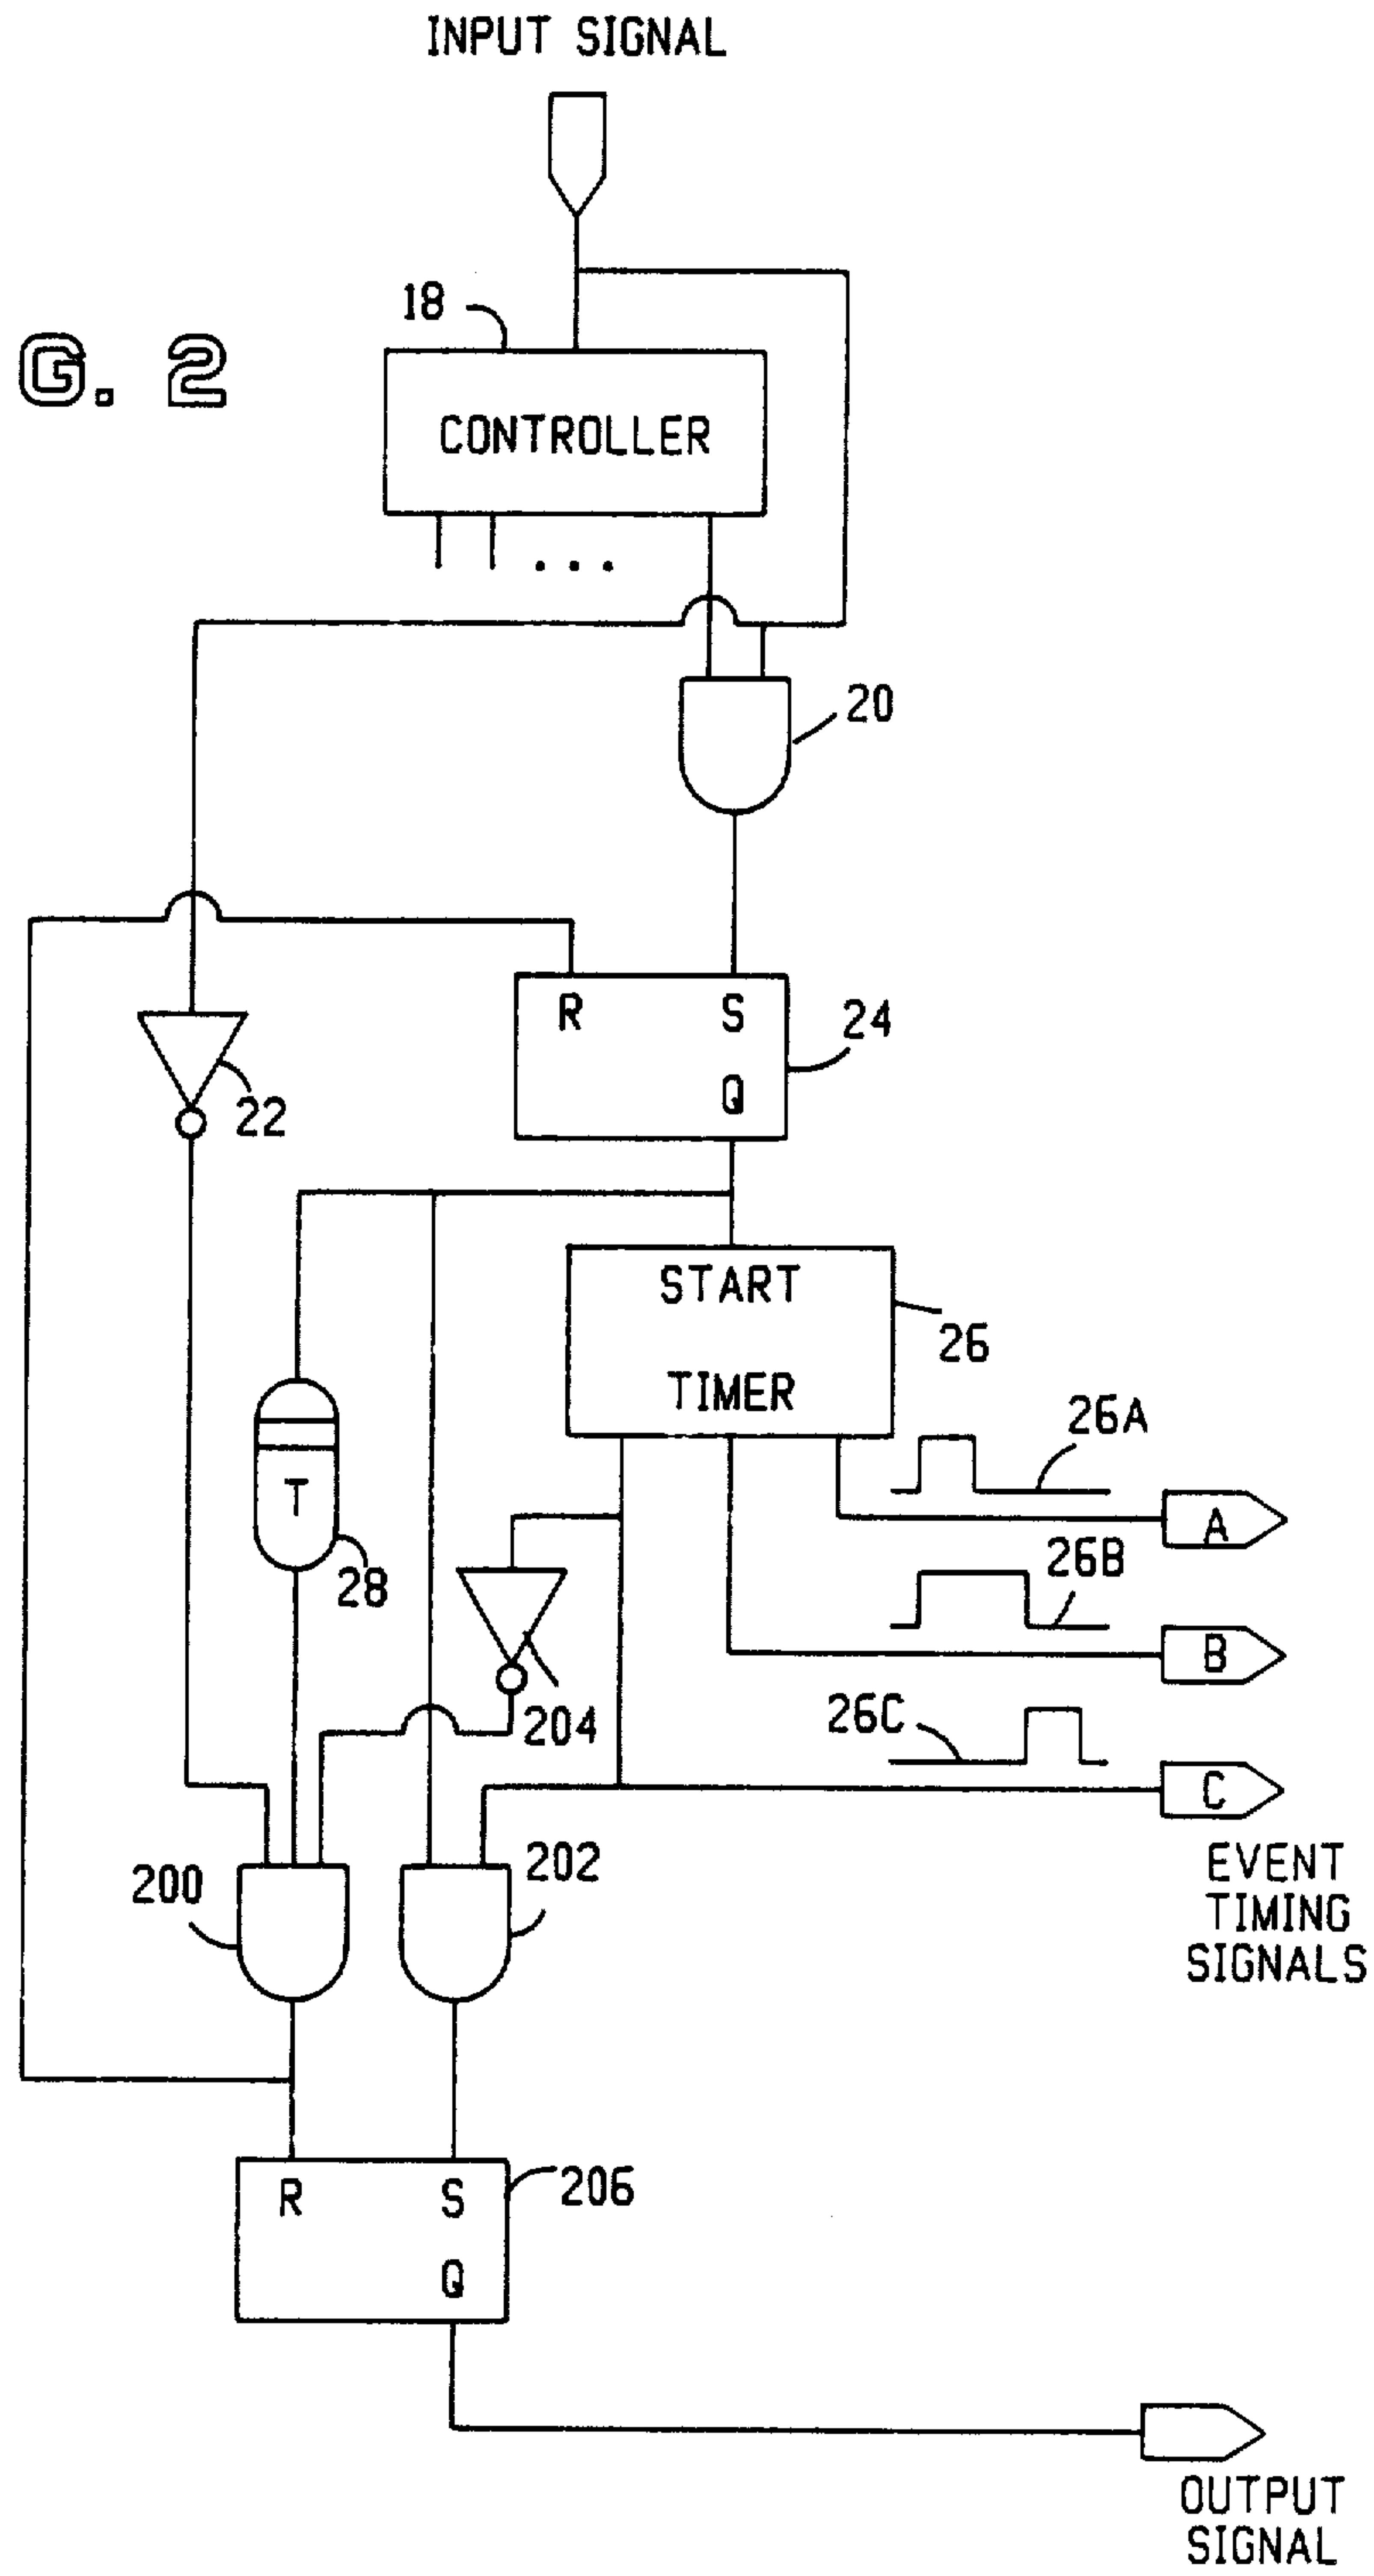 INPUT SIGNAL
18
G. 2
CONTROLLER
...
20
R S
24
Q
22
START
26
TIMER
26A
T
A
28
26B
B
204
26C
C
202
200
EVENT
TIMING
SIGNALS
R S
206
Q
OUTPUT
SIGNAL